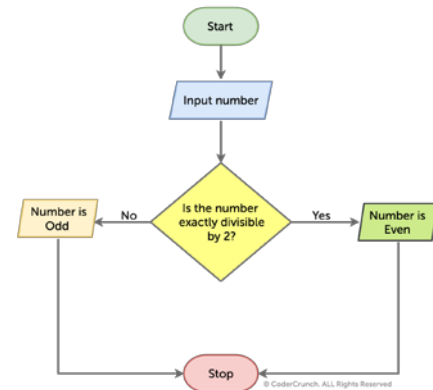 Start
Input number
Is the number
exactly divisible
by 2?
No
Yes
Number is
Odd
Number is
Even
Stop
© CoderCrunch. ALL Rights Reserved